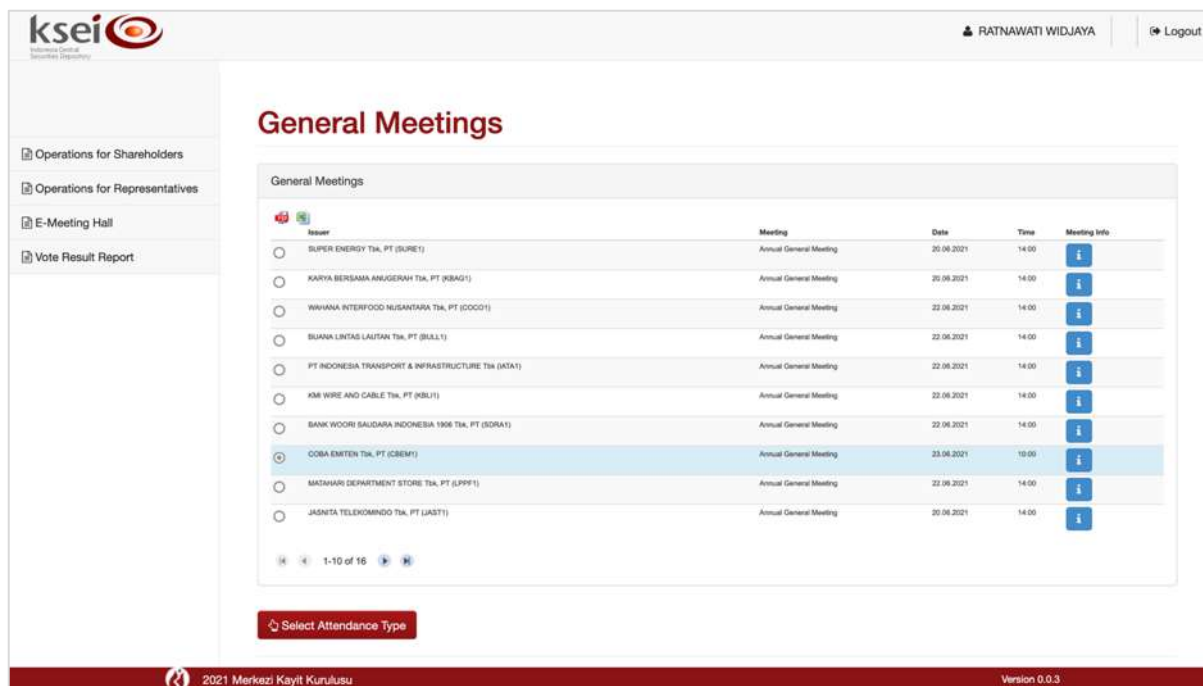 ksei
Indonesia Central
Securities Depository
RATNAWATI WIDJAYA
Logout
Operations for Shareholders
Operations for Representatives
E-Meeting Hall
Vote Result Report
General Meetings
General Meetings
Issuer Meeting Date Time Meeting Info
SUPER ENERGY Tbk, PT (SURE1) Annual General Meeting 20.06.2021 14:00
KARYA BERSAMA ANUGERAH Tbk, PT (KBAG1) Annual General Meeting 20.06.2021 14:00
WAHANA INTERFOOD NUSANTARA Tbk, PT (COCO1) Annual General Meeting 22.06.2021 14:00
BUANA LINTAS LAUTAN Tbk, PT (BULL1) Annual General Meeting 22.06.2021 14:00
PT INDONESIA TRANSPORT & INFRASTRUCTURE Tbk (IATA1) Annual General Meeting 22.06.2021 14:00
KMI WIRE AND CABLE Tbk, PT (KBLI1) Annual General Meeting 22.06.2021 14:00
BANK WOORI SAUDARA INDONESIA 1906 Tbk, PT (SDRA1) Annual General Meeting 22.06.2021 14:00
COBA EMITEN Tbk, PT (CBEM1) Annual General Meeting 23.06.2021 10:00
MATAHARI DEPARTMENT STORE Tbk, PT (LPPF1) Annual General Meeting 22.06.2021 14:00
JASNITA TELEKOMINDO Tbk, PT (JAST1) Annual General Meeting 20.06.2021 14:00
1-10 of 16
Select Attendance Type
2021 Merkezi Kayit Kurulusu
Version 0.0.3